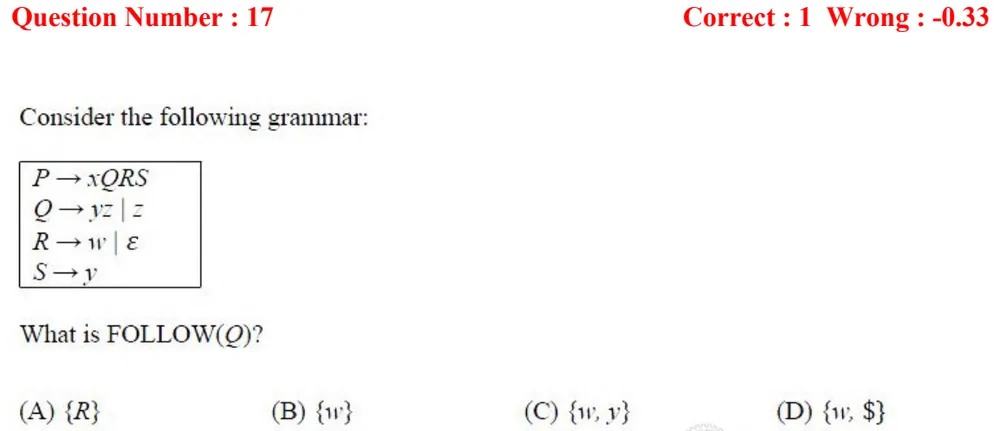 Question Number : 17 Correct : 1 Wrong : -0.33
Consider the following grammar:
P → xQRS
Q → yz | z
R → w | ε
S → y
What is FOLLOW(Q)?
(A) {R} (B) {w} (C) {w, y} (D) {w, $}